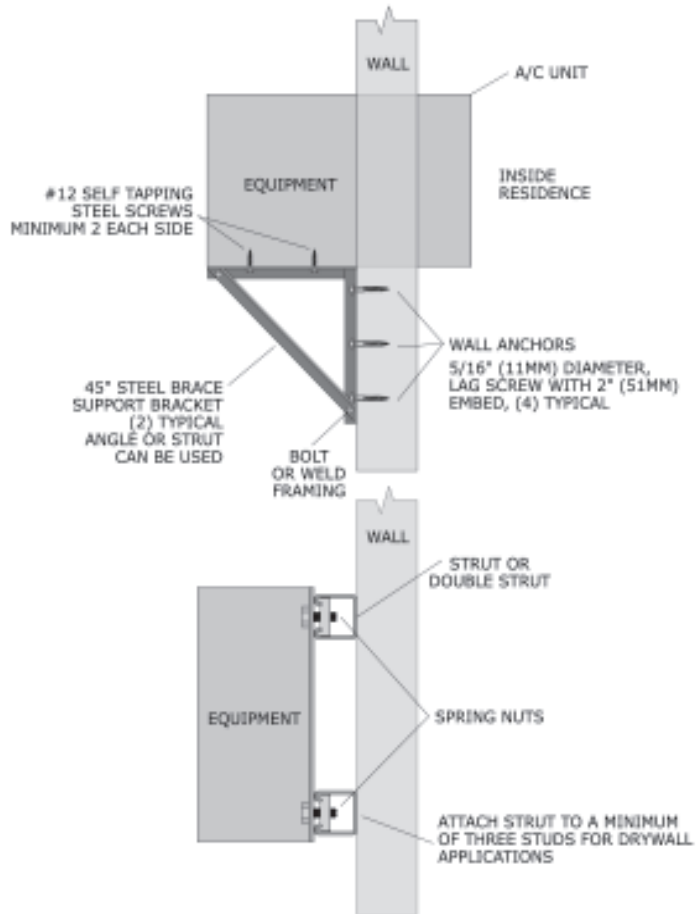 WALL
A/C UNIT
EQUIPMENT
INSIDE
RESIDENCE
#12 SELF TAPPING
STEEL SCREWS
MINIMUM 2 EACH SIDE
WALL ANCHORS
5/16" (11MM) DIAMETER,
LAG SCREW WITH 2" (51MM)
EMBED, (4) TYPICAL
45° STEEL BRACE
SUPPORT BRACKET
(2) TYPICAL
ANGLE OR STRUT
CAN BE USED
BOLT
OR WELD
FRAMING
WALL
STRUT OR
DOUBLE STRUT
EQUIPMENT
SPRING NUTS
ATTACH STRUT TO A MINIMUM
OF THREE STUDS FOR DRYWALL
APPLICATIONS